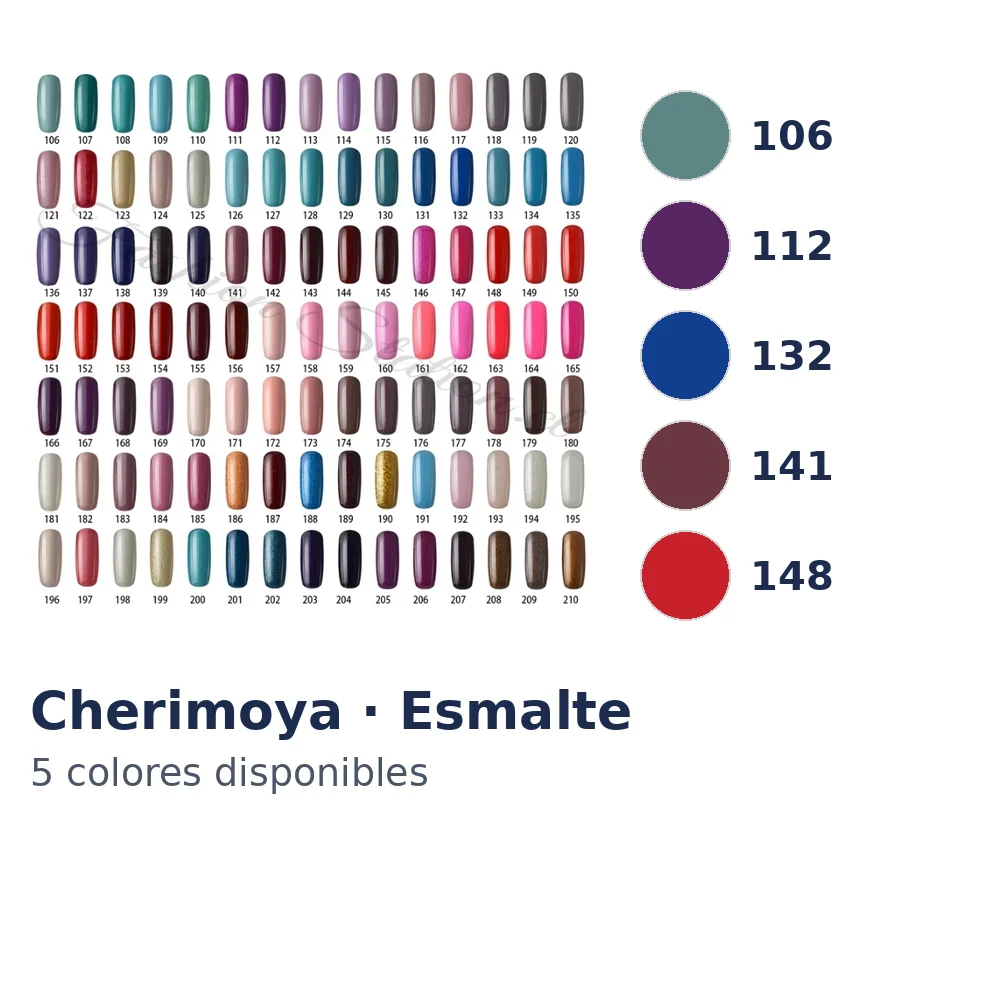 106 107 108 109 110 111 112 113 114 115 116 117 118 119 120
121 122 123 124 125 126 127 128 129 130 131 132 133 134 135
136 137 138 139 140 141 142 143 144 145 146 147 148 149 150
151 152 153 154 155 156 157 158 159 160 161 162 163 164 165
166 167 168 169 170 171 172 173 174 175 176 177 178 179 180
181 182 183 184 185 186 187 188 189 190 191 192 193 194 195
196 197 198 199 200 201 202 203 204 205 206 207 208 209 210
Fashion Station.cl
106
112
132
141
148
Cherimoya · Esmalte
5 colores disponibles